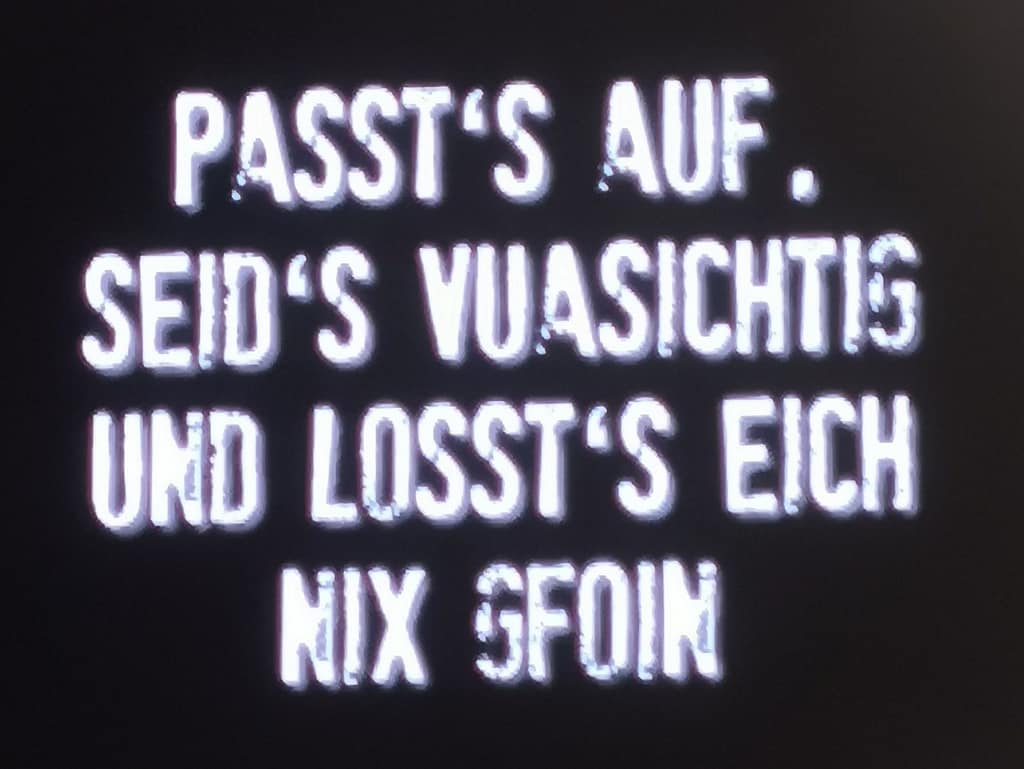 PASST‘S AUF.
SEID‘S VUASICHTIG
UND LOSST‘S EICH
NIX GFOIN